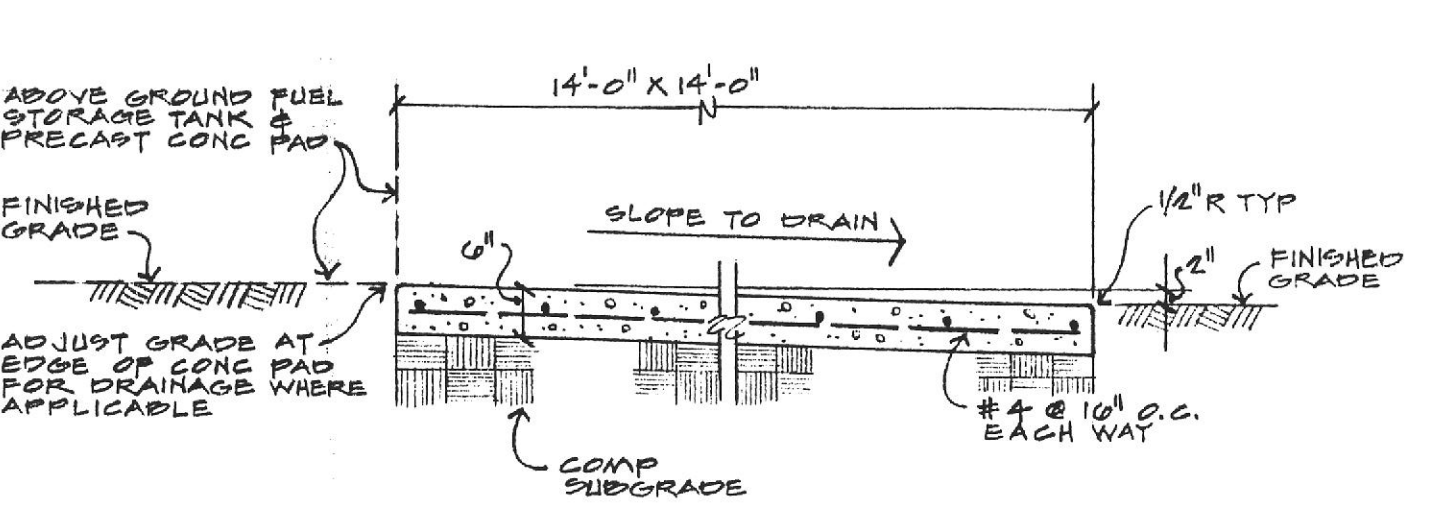 14'-0" X 14'-0"
ABOVE GROUND FUEL
STORAGE TANK &
PRECAST CONC PAD
FINISHED
GRADE
6"
SLOPE TO DRAIN
1/2" R TYP
2"
FINISHED
GRADE
ADJUST GRADE AT
EDGE OF CONC PAD
FOR DRAINAGE WHERE
APPLICABLE
#4 @ 16" O.C.
EACH WAY
COMP
SUBGRADE